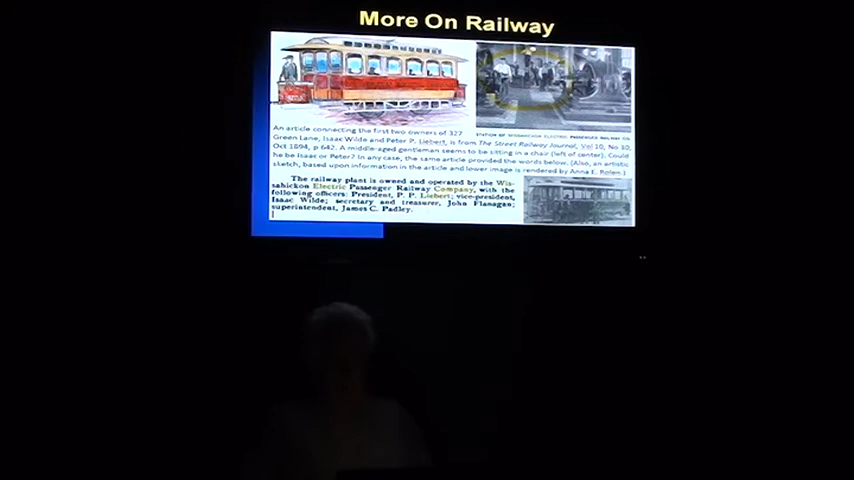 More On Railway
STATION OF WISSAHICKON ELECTRIC PASSENGER RAILWAY CO.
An article connecting the first two owners of 327
Green Lane, Isaac Wilde and Peter P. Liebert, is from The Street Railway Journal, Vol 10, No 10,
Oct 1894, p 642. A middle-aged gentleman seems to be sitting in a chair (left of center). Could
he be Isaac or Peter? In any case, the same article provided the words below. (Also, an artistic
sketch, based upon information in the article and lower image is rendered by Anna E.
The railway plant is owned and operated by the Wis-
sahickon Electric Passenger Railway Company, with the
following officers: President, P. P. Liebert; vice-president,
Isaac Wilde; secretary and treasurer, John Flanagan;
superintendent, James C. Padley.